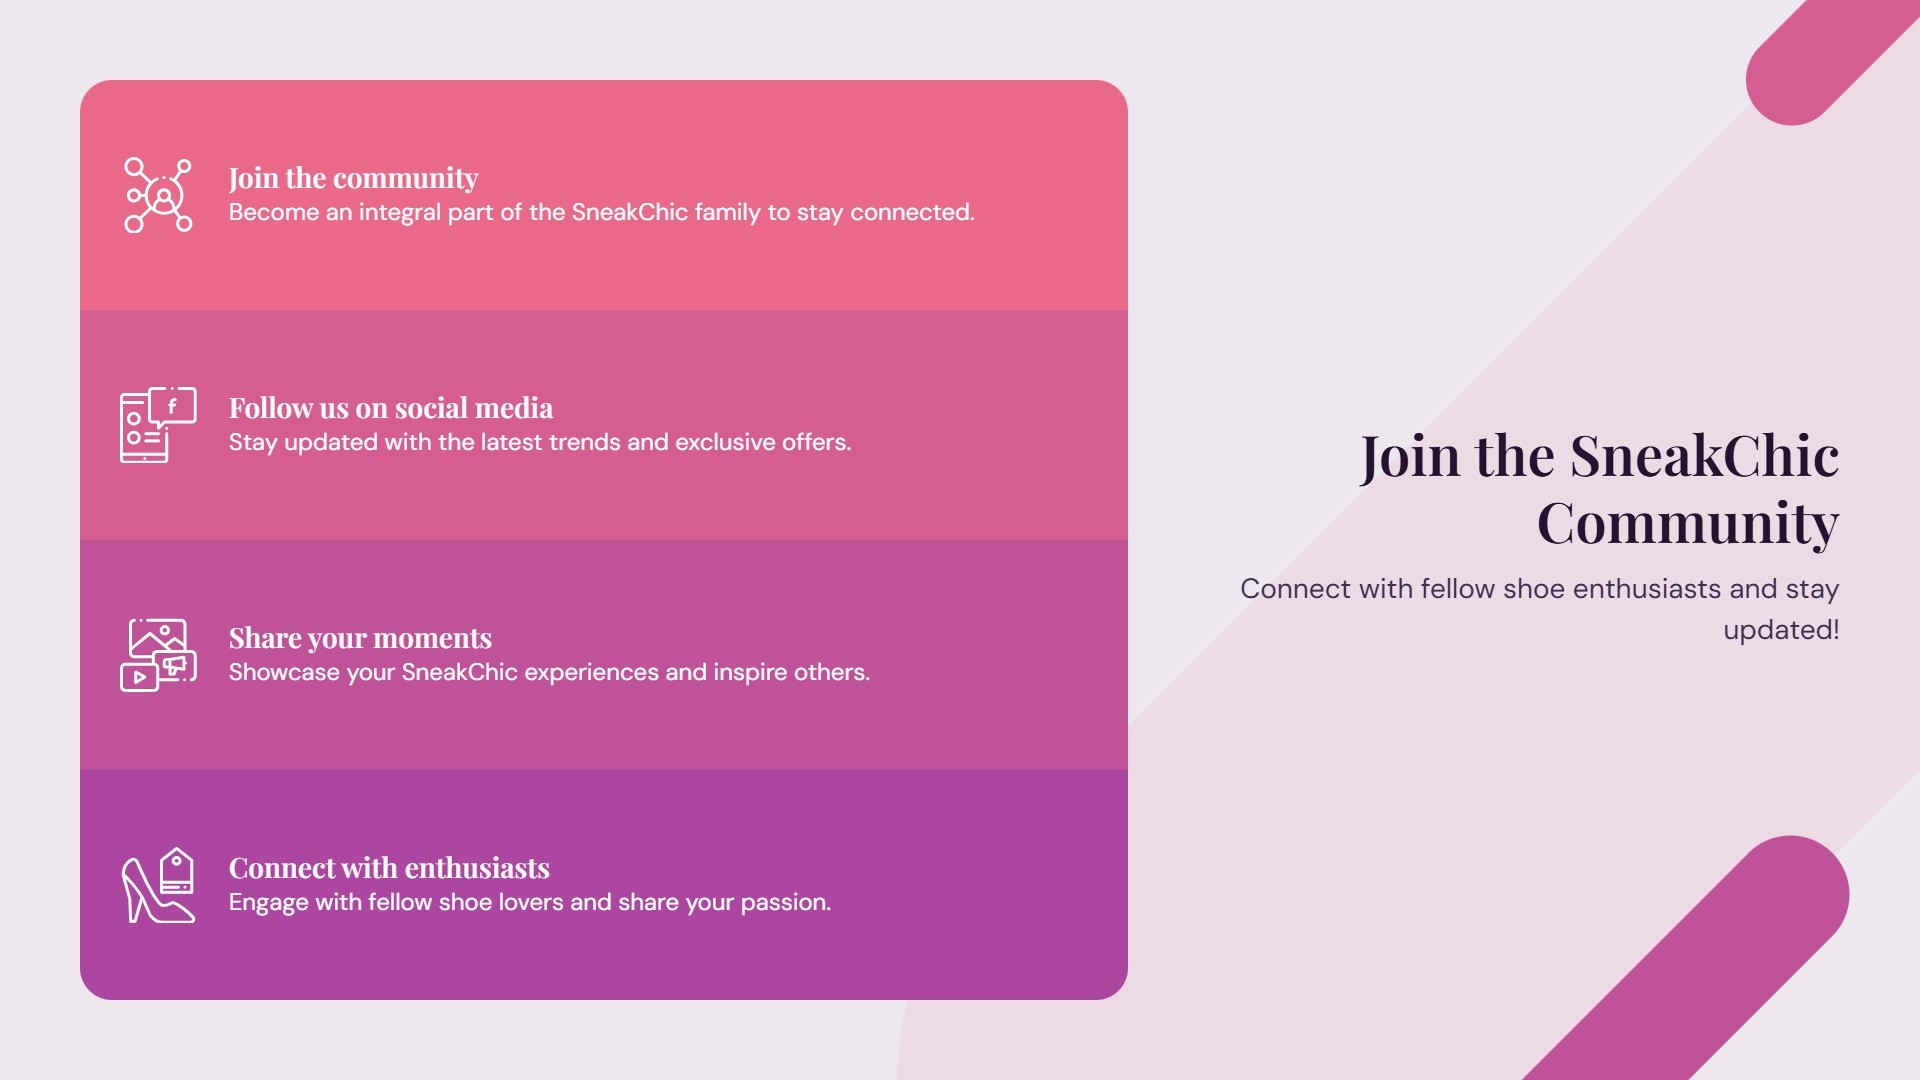 Join the community
Become an integral part of the SneakChic family to stay connected.
f
Follow us on social media
Stay updated with the latest trends and exclusive offers.
Share your moments
Showcase your SneakChic experiences and inspire others.
Connect with enthusiasts
Engage with fellow shoe lovers and share your passion.
Join the SneakChic
Community
Connect with fellow shoe enthusiasts and stay
updated!